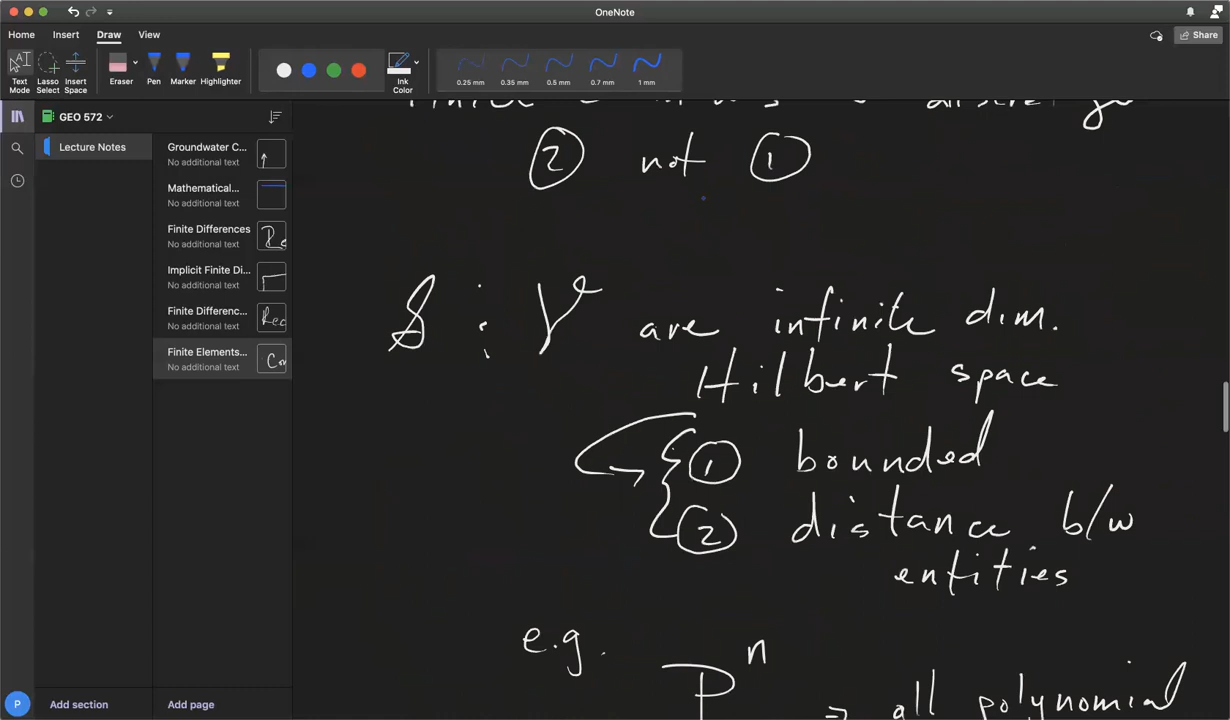 OneNote
Home Insert Draw View
Share
Text Mode
Lasso Select
Insert Space
Eraser
Pen
Marker
Highlighter
Ink Color
0.25 mm
0.35 mm
0.5 mm
0.7 mm
1 mm
GEO 572
Lecture Notes
Groundwater C...
No additional text
Mathematical...
No additional text
Finite Differences
No additional text
Implicit Finite Di...
No additional text
Finite Differenc...
No additional text
Finite Elements...
No additional text
P
Add section
Add page
② not ①
S : V are infinite dim.
Hilbert space
① bounded
② distance b/w
entities
e.g.
P^n → all polynomial